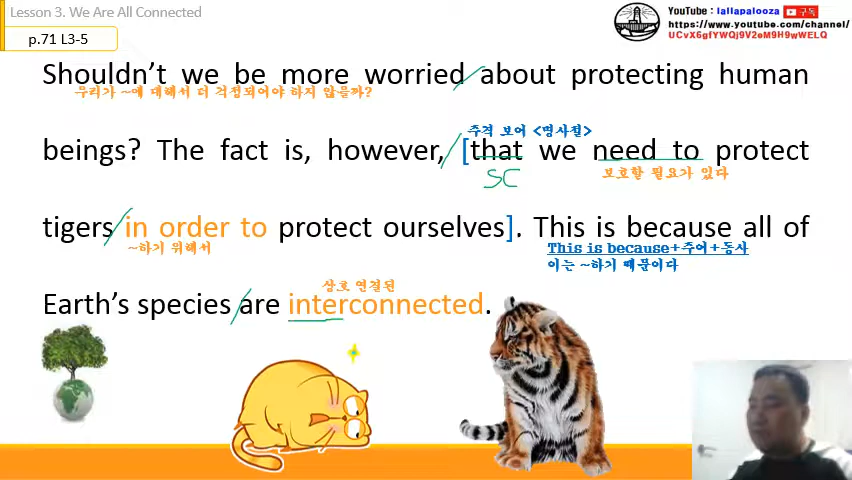 Lesson 3. We Are All Connected
p.71 L3-5
YouTube : lallapalooza 구독
https://www.youtube.com/channel/
UCvX6gfYWQj9V2eM9H9wWELQ
Shouldn't we be more worried about protecting human
우리가 ~에 대해서 더 걱정되어야 하지 않을까?
주격 보어 <명사절>
beings? The fact is, however, [that we need to protect
SC
보호할 필요가 있다
tigers in order to protect ourselves]. This is because all of
~하기 위해서
This is because+주어+동사
이는 ~하기 때문이다
상호 연결된
Earth's species are interconnected.